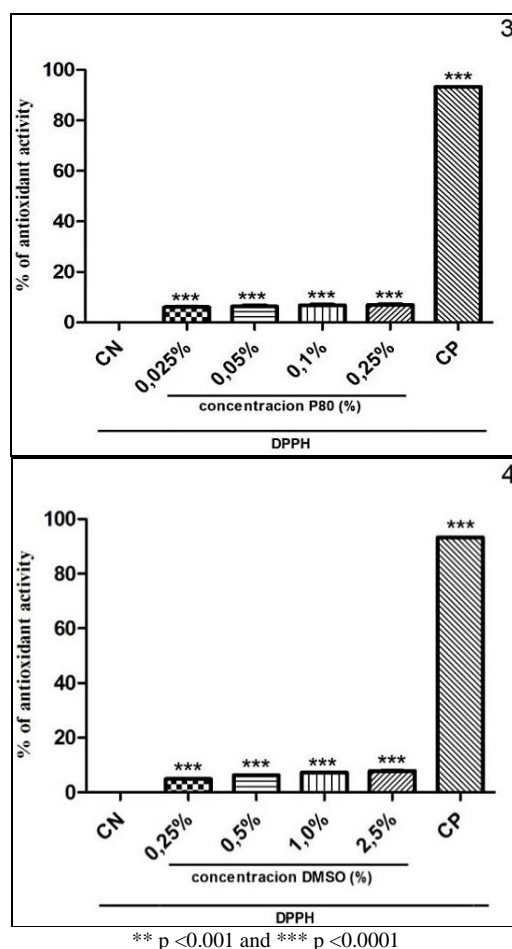 3
% of antioxidant activity
100
80
60
40
20
0
***
***
***
***
***
CN
0,025%
0,05%
0,1%
0,25%
CP
concentracion P80 (%)
DPPH
4
% of antioxidant activity
100
80
60
40
20
0
***
***
***
***
***
CN
0,25%
0,5%
1,0%
2,5%
CP
concentracion DMSO (%)
DPPH
** p <.001 and *** p <.0001